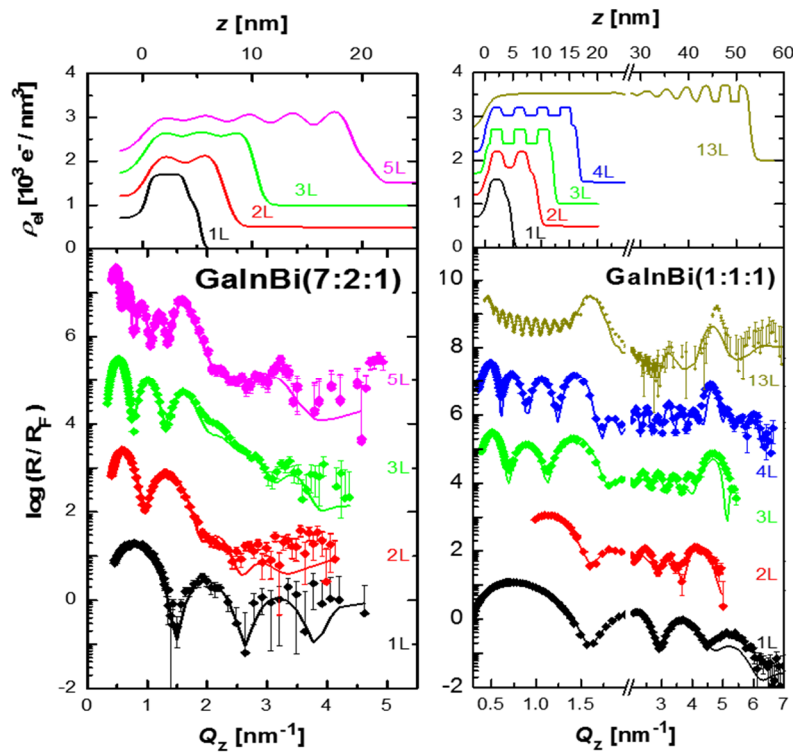 z [nm]
z [nm]
0 10 20
0 5 10 15 20 30 40 50 60
ρel [10³ e⁻/nm³]
4
3
2
1
0
5L
3L
2L
1L
4
3
2
1
0
13L
4L
3L
2L
1L
log(R/RF)
GaInBi(7:2:1)
6
4
2
0
-2
5L
3L
2L
1L
GaInBi(1:1:1)
10
8
6
4
2
0
-2
13L
4L
3L
2L
1L
0 1 2 3 4 5
0.5 1.0 1.5 3 4 5 6 7
Qz [nm⁻¹]
Qz [nm⁻¹]